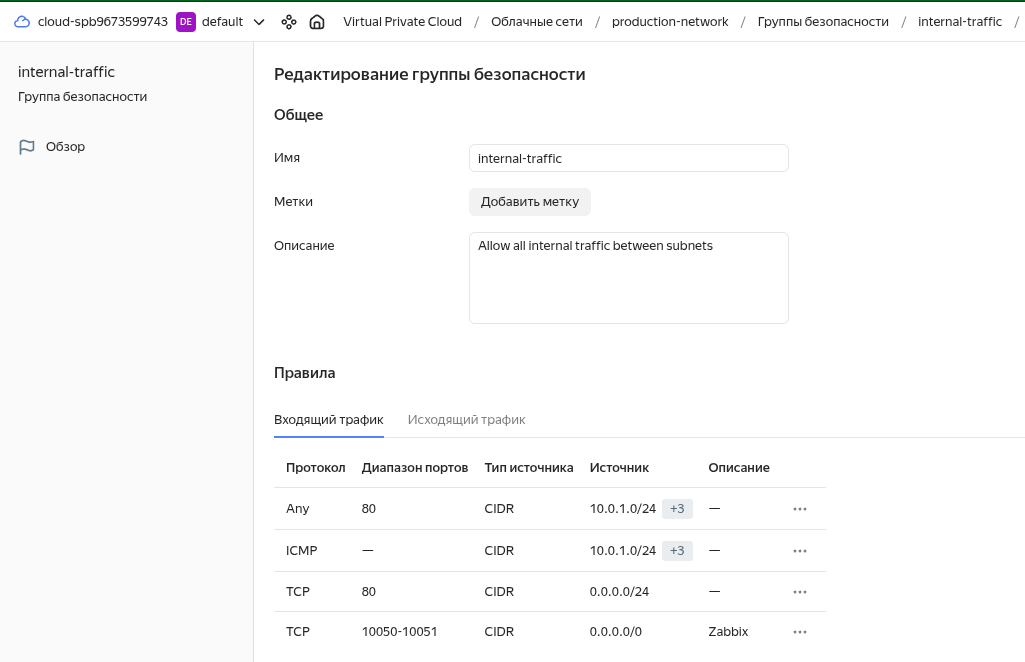 cloud-spb9673599743 DE default Virtual Private Cloud / Облачные сети / production-network / Группы безопасности / internal-traffic /
internal-traffic
Группа безопасности
Обзор
Редактирование группы безопасности
Общее
Имя internal-traffic
Метки Добавить метку
Описание Allow all internal traffic between subnets
Правила
Входящий трафик Исходящий трафик
Протокол Диапазон портов Тип источника Источник Описание
Any 80 CIDR 10.0.1.0/24 +3 —
ICMP — CIDR 10.0.1.0/24 +3 —
TCP 80 CIDR 0.0.0.0/24 —
TCP 10050-10051 CIDR 0.0.0.0/0 Zabbix